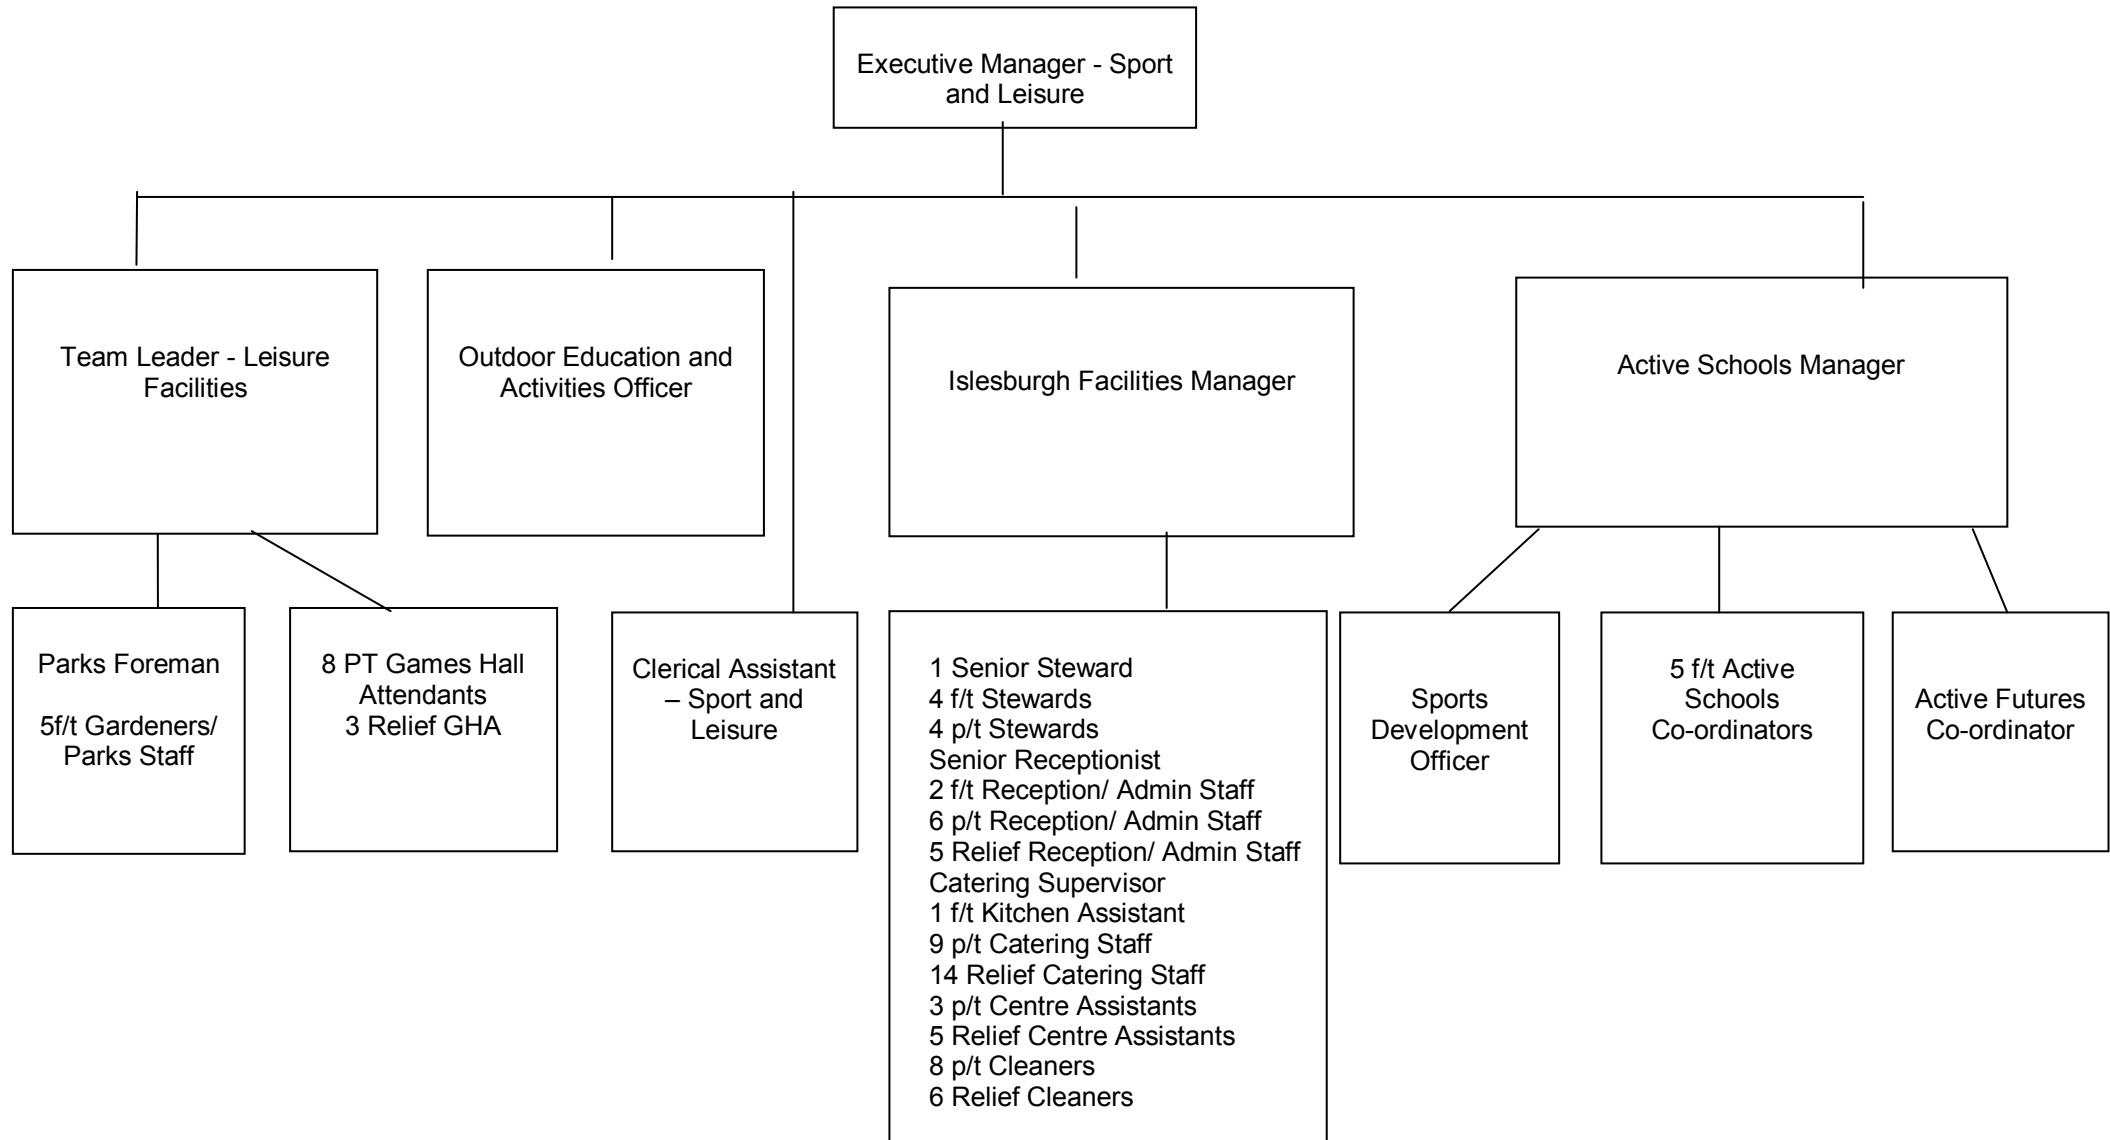 Executive Manager - Sport
and Leisure
Team Leader - Leisure
Facilities
Outdoor Education and
Activities Officer
Islesburgh Facilities Manager
Active Schools Manager
Parks Foreman
5f/t Gardeners/
Parks Staff
8 PT Games Hall
Attendants
3 Relief GHA
Clerical Assistant
– Sport and
Leisure
1 Senior Steward
4 f/t Stewards
4 p/t Stewards
Senior Receptionist
2 f/t Reception/ Admin Staff
6 p/t Reception/ Admin Staff
5 Relief Reception/ Admin Staff
Catering Supervisor
1 f/t Kitchen Assistant
9 p/t Catering Staff
14 Relief Catering Staff
3 p/t Centre Assistants
5 Relief Centre Assistants
8 p/t Cleaners
6 Relief Cleaners
Sports
Development
Officer
5 f/t Active
Schools
Co-ordinators
Active Futures
Co-ordinator